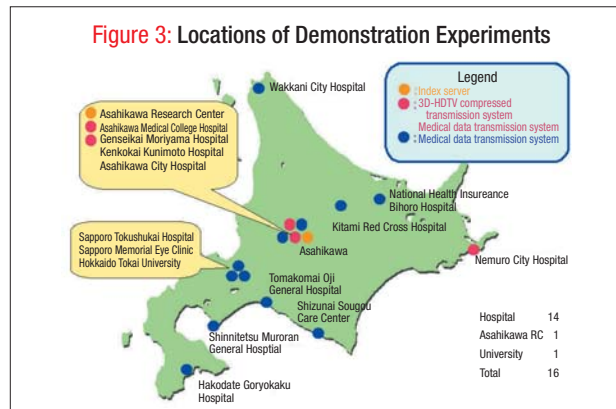 Figure 3: Locations of Demonstration Experiments
Wakkani City Hospital
Legend
: Index server
: 3D-HDTV compressed
transmission system
Medical data transmission system
: Medical data transmission system
Asahikawa Research Center
Asahikawa Medical College Hospital
Genseikai Moriyama Hospital
Kenkokai Kunimoto Hospital
Asahikawa City Hospital
National Health Insureance
Bihoro Hospital
Kitami Red Cross Hospital
Asahikawa
Nemuro City Hospital
Sapporo Tokushukai Hospital
Sapporo Memorial Eye Clinic
Hokkaido Tokai University
Tomakomai Oji
General Hospital
Shizunai Sougou
Care Center
Shinnitetsu Muroran
General Hosptial
Hakodate Goryokaku
Hospital
Hospital 14
Asahikawa RC 1
University 1
Total 16